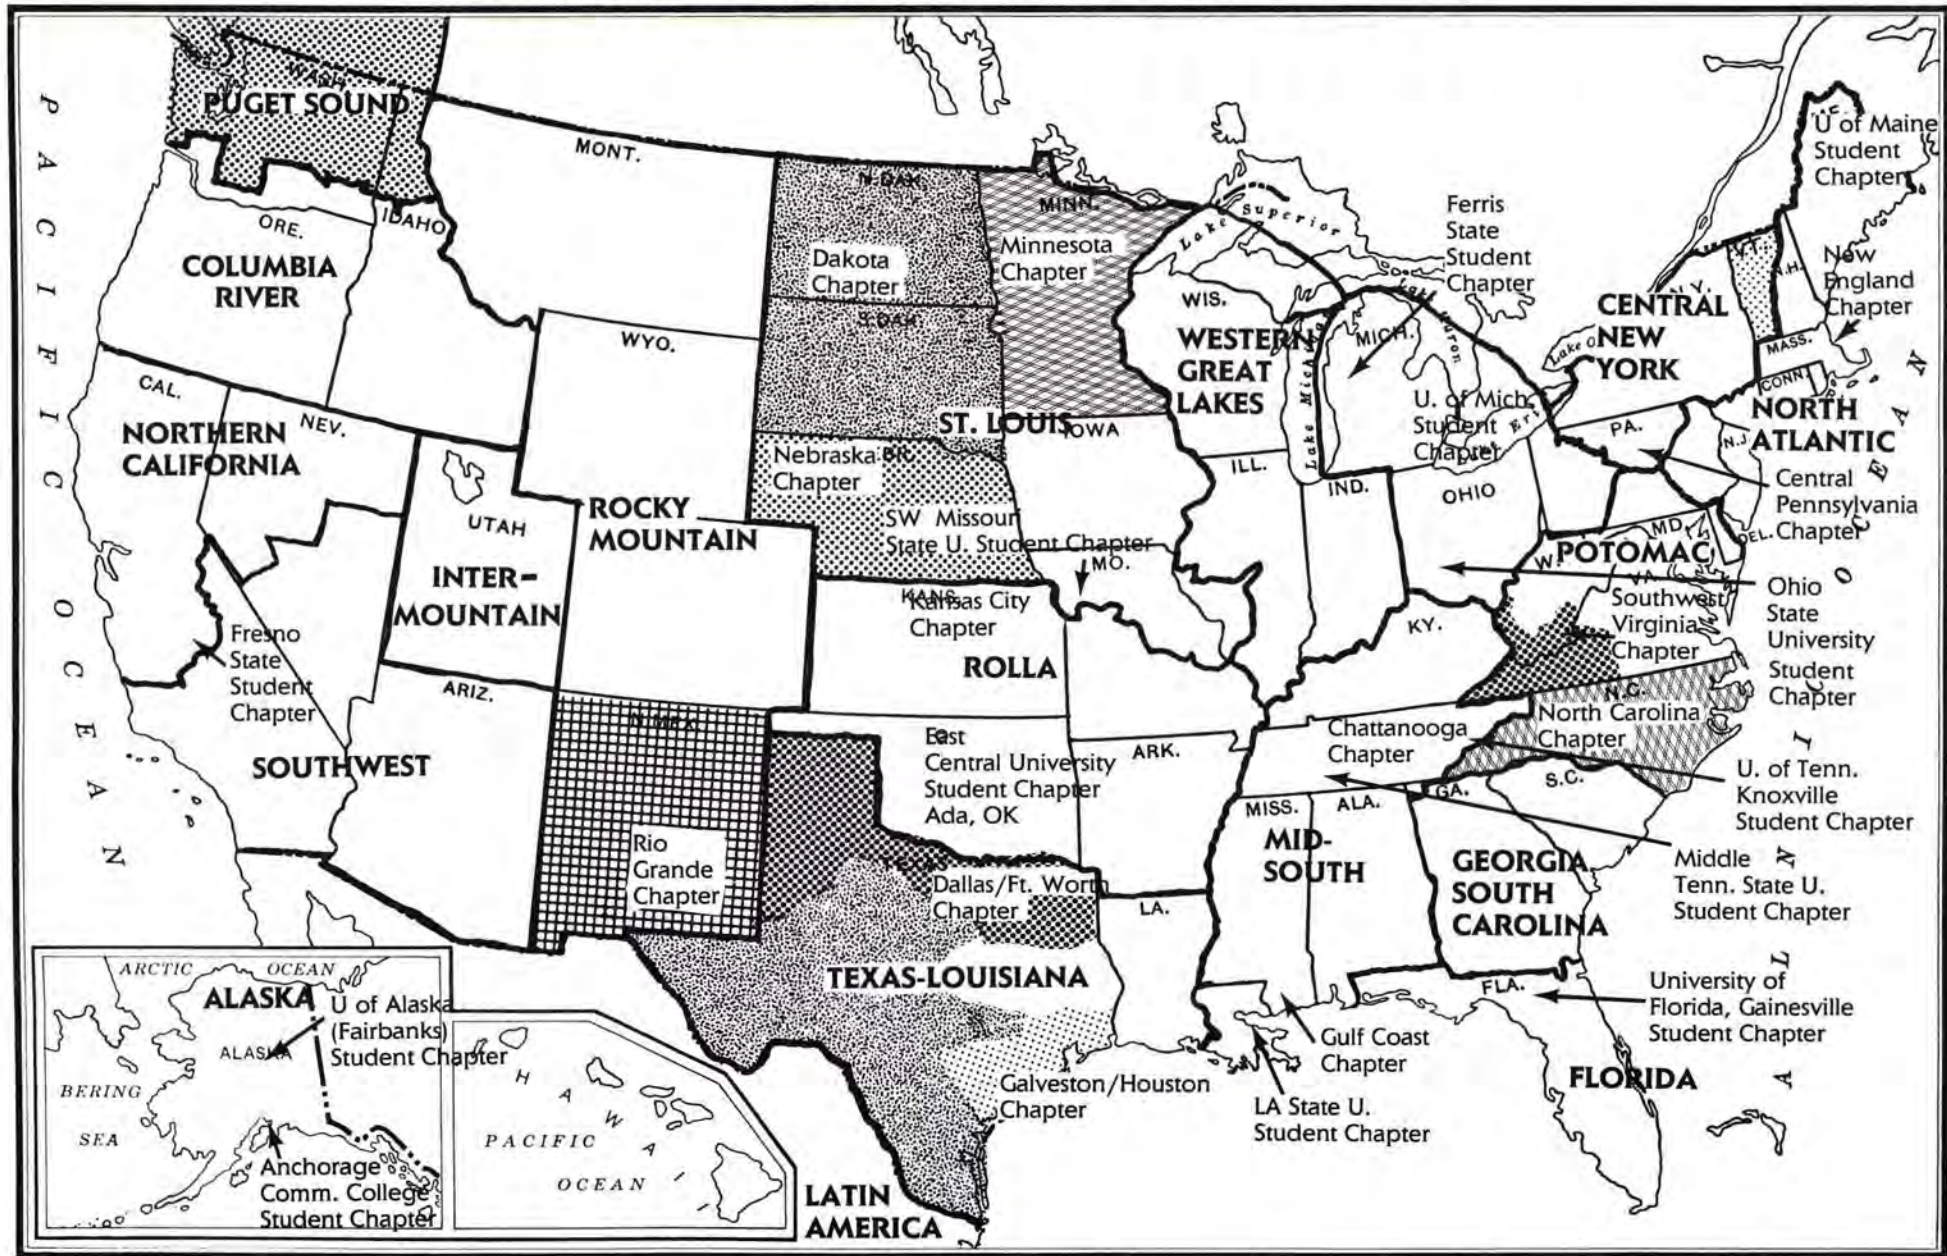 WASH.
PUGET SOUND
MONT.
ORE.
IDAHO
COLUMBIA
RIVER
WYO.
N. DAK.
Dakota
Chapter
S. DAK.
MINN.
Minnesota
Chapter
Lake Superior
WIS.
WESTERN
GREAT
LAKES
Lake Michigan
MICH.
Lake Huron
Ferris
State
Student
Chapter
U. of Mich.
Student
Chapter
Lake Erie
Lake O
CENTRAL
NEW
YORK
N.Y.
V.T.
N.H.
U of Maine
Student
Chapter
New
England
Chapter
MASS.
CONN.
NORTH
ATLANTIC
N.J.
PA.
Central
Pennsylvania
Chapter
PACIFIC OCEAN
CAL.
NEV.
NORTHERN
CALIFORNIA
UTAH
INTER-
MOUNTAIN
ROCKY
MOUNTAIN
ST. LOUIS
IOWA
Nebraska
Chapter
BR.
SW Missouri
State U. Student Chapter
MO.
ILL.
IND.
OHIO
MD.
DEL.
POTOMAC
W.
VA.
Southwest
Virginia
Chapter
Ohio
State
University
Student
Chapter
Fresno
State
Student
Chapter
KANS.
Kansas City
Chapter
ROLLA
KY.
ARIZ.
SOUTHWEST
N. MEX.
Rio
Grande
Chapter
East
Central University
Student Chapter
Ada, OK
ARK.
Chattanooga
Chapter
N.C.
North Carolina
Chapter
U. of Tenn.
Knoxville
Student Chapter
MISS.
ALA.
GA.
S.C.
MID-
SOUTH
GEORGIA
SOUTH
CAROLINA
Middle
Tenn. State U.
Student Chapter
TEXAS
Dallas/Ft. Worth
Chapter
LA.
TEXAS-LOUISIANA
FLA.
University of
Florida, Gainesville
Student Chapter
Gulf Coast
Chapter
LA State U.
Student Chapter
Galveston/Houston
Chapter
FLORIDA
ATLANTIC OCEAN
ARCTIC OCEAN
ALASKA
U of Alaska
(Fairbanks)
Student Chapter
ALASKA
BERING
SEA
Anchorage
Comm. College
Student Chapter
HAWAII
PACIFIC
OCEAN
LATIN
AMERICA